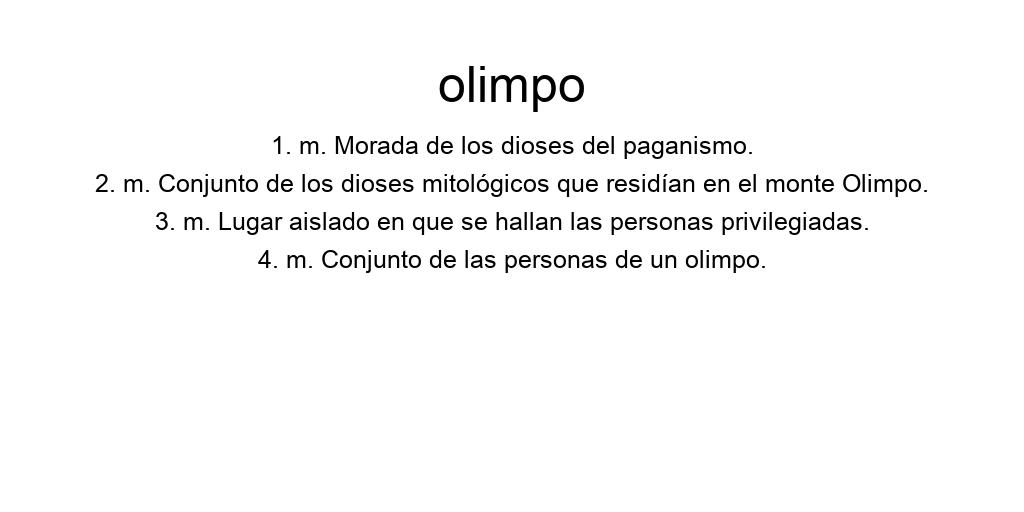 olimpo
1. m. Morada de los dioses del paganismo.
2. m. Conjunto de los dioses mitológicos que residían en el monte Olimpo.
3. m. Lugar aislado en que se hallan las personas privilegiadas.
4. m. Conjunto de las personas de un olimpo.